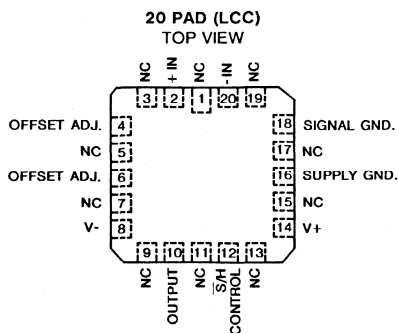 20 PAD (LCC)
TOP VIEW
NC
+ IN
NC
- IN
NC
3
2
1
20
19
OFFSET ADJ.
4
18
SIGNAL GND.
NC
5
17
NC
OFFSET ADJ.
6
16
SUPPLY GND.
NC
7
15
NC
V-
8
14
V+
9
10
11
12
13
NC
OUTPUT
NC
S̅/H
CONTROL
NC